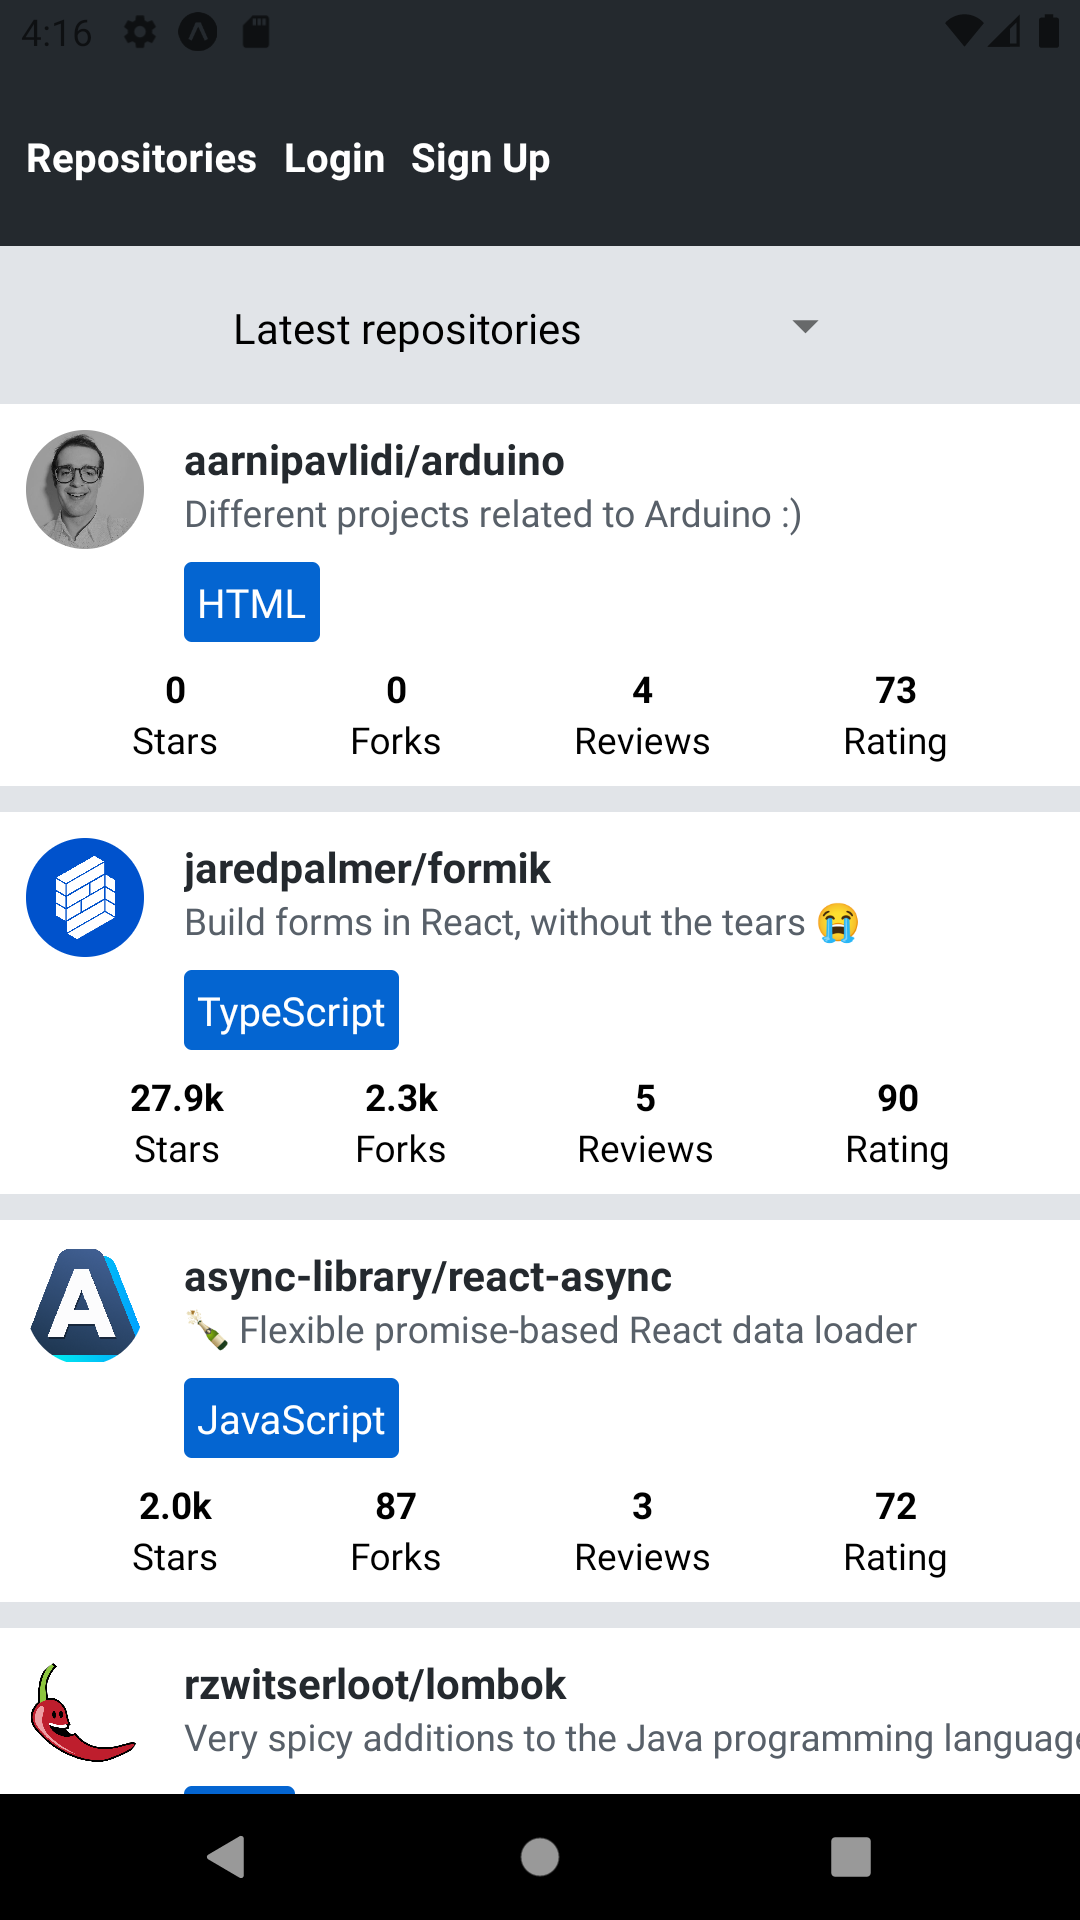 4:16
Repositories Login Sign Up
Latest repositories
aarnipavlidi/arduino
Different projects related to Arduino :)
HTML
0 0 4 73
Stars Forks Reviews Rating
jaredpalmer/formik
Build forms in React, without the tears 😭
TypeScript
27.9k 2.3k 5 90
Stars Forks Reviews Rating
A
async-library/react-async
🍾 Flexible promise-based React data loader
JavaScript
2.0k 87 3 72
Stars Forks Reviews Rating
rzwitserloot/lombok
Very spicy additions to the Java programming language